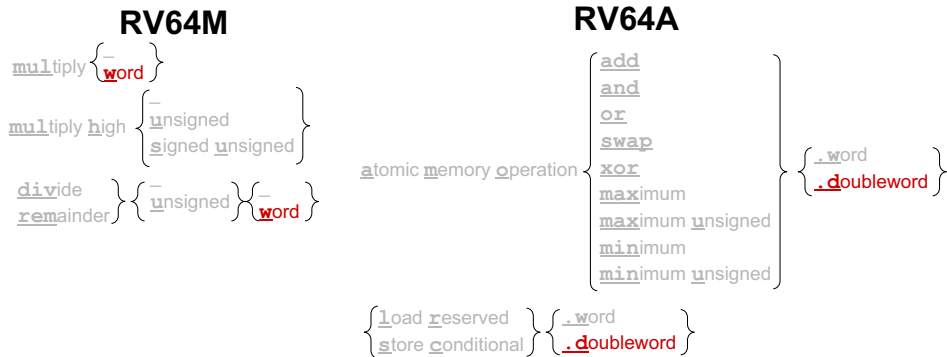 RV64M
multiply { _
word }
multiply high { _
unsigned
signed unsigned }
divide
remainder } { _
unsigned } { _
word }
RV64A
atomic memory operation { add
and
or
swap
xor
maximum
maximum unsigned
minimum
minimum unsigned } { .word
.doubleword }
{ load reserved
store conditional } { .word
.doubleword }